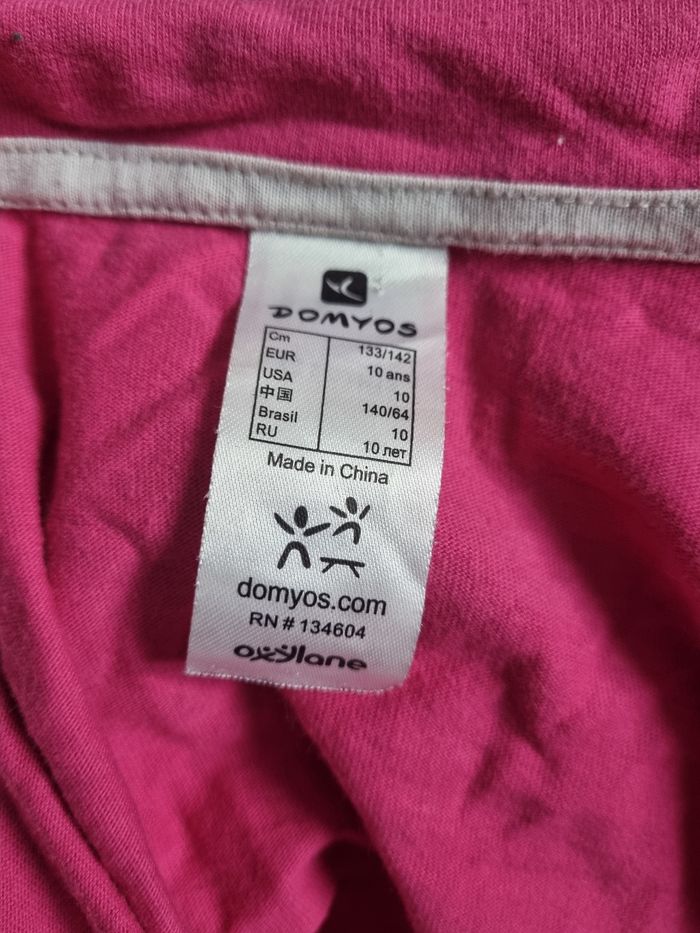 DOMYOS
Cm 133/142
EUR 10 ans
USA 10
中国 140/64
Brasil 10
RU 10 лет
Made in China
domyos.com
RN # 134604
oxylane